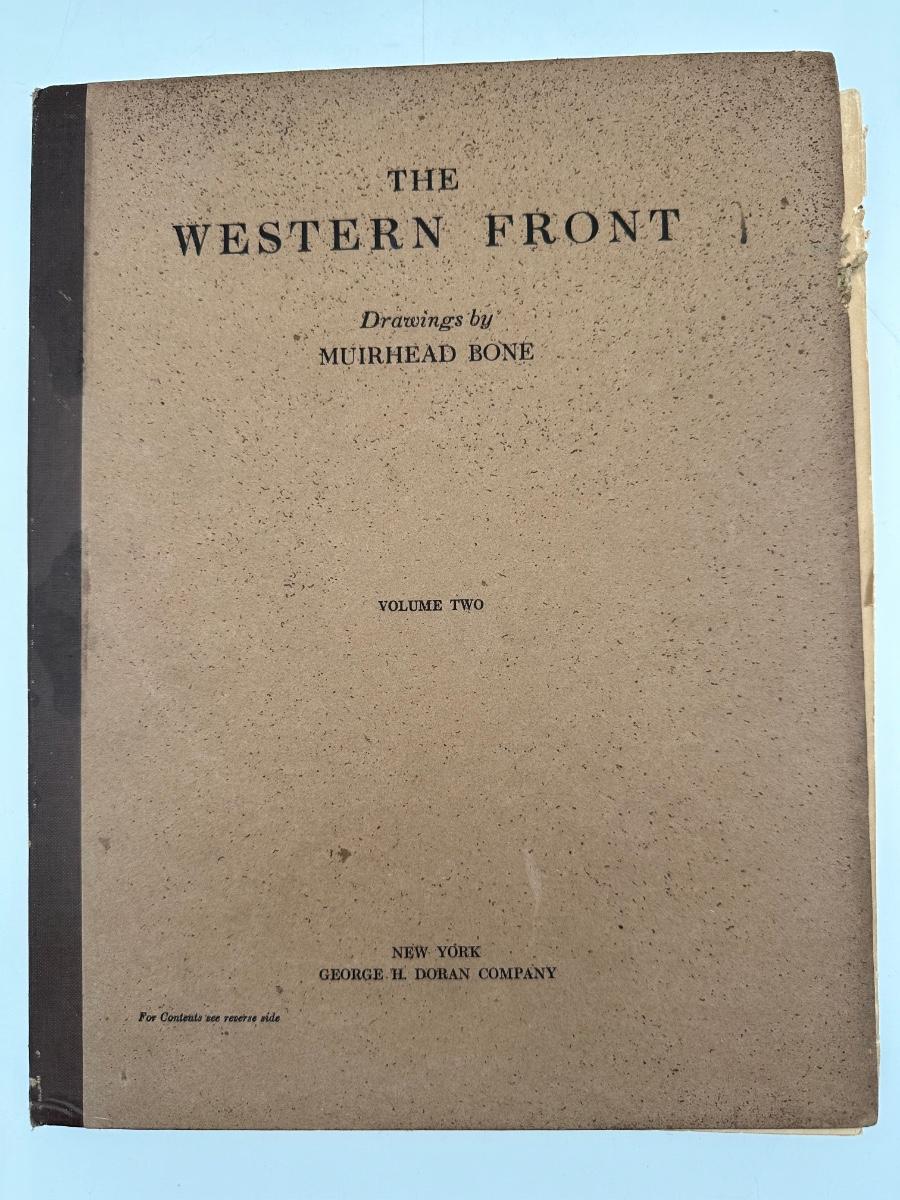 THE
WESTERN FRONT
Drawings by
MUIRHEAD BONE
VOLUME TWO
NEW YORK
GEORGE H. DORAN COMPANY
For Contents see reverse side